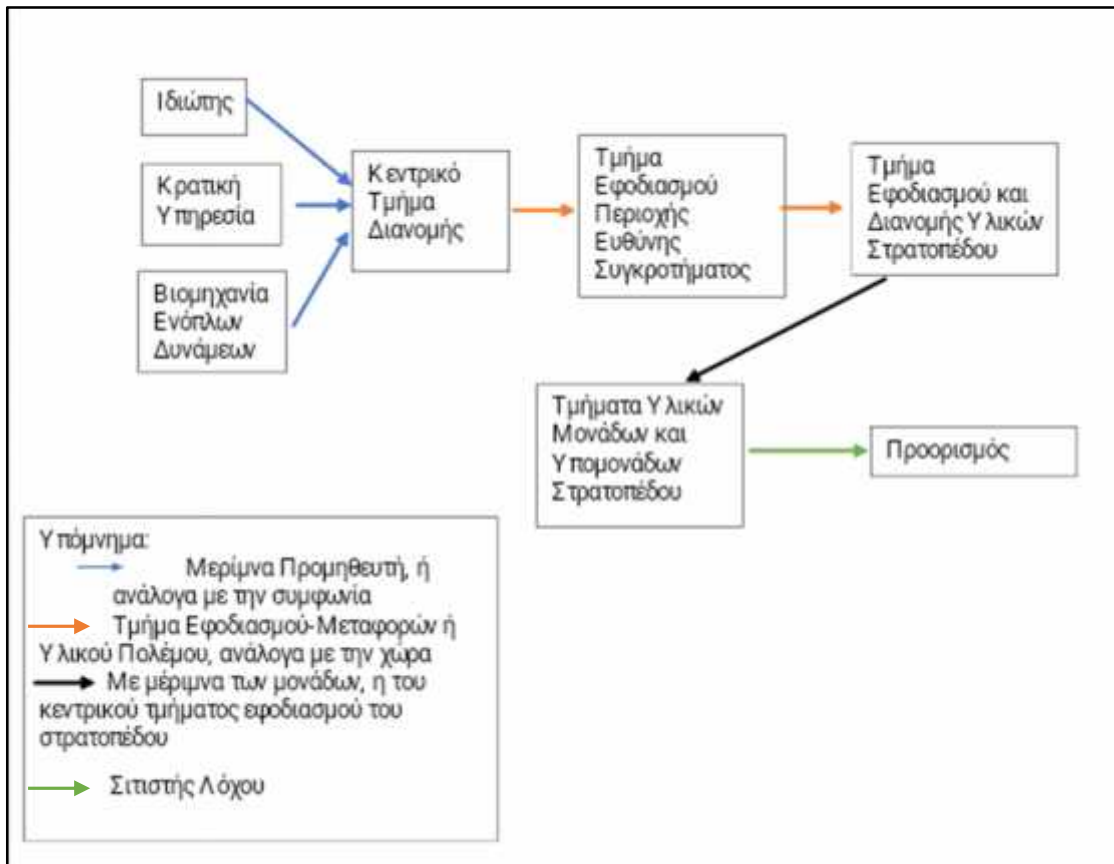 Ιδιώτης
Κρατική
Υπηρεσία
Βιομηχανία
Ενόπλων
Δυνάμεων
Κεντρικό
Τμήμα
Διανομής
Τμήμα
Εφοδιασμού
Περιοχής
Ευθύνης
Συγκροτήματος
Τμήμα
Εφοδιασμού και
Διανομής Υλικών
Στρατοπέδου
Τμήματα Υλικών
Μονάδων και
Υπομονάδων
Στρατοπέδου
Προορισμός
Υπόμνημα:
Μερίμνα Προμηθευτή, ή
ανάλογα με την συμφωνία
Τμήμα Εφοδιασμού-Μεταφορών ή
Υλικού Πολέμου, ανάλογα με την χώρα
Με μέριμνα των μονάδων, η του
κεντρικού τμήματος εφοδιασμού του
στρατοπέδου
Σιτιστής Λόχου